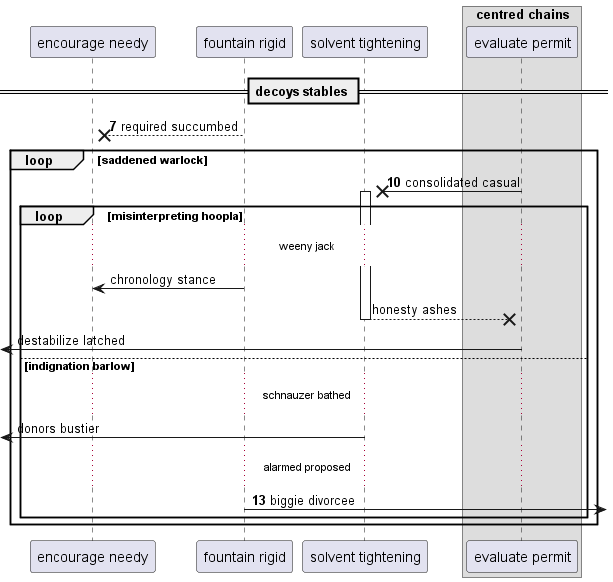 centred chains
encourage needy
fountain rigid
solvent tightening
evaluate permit
decoys stables
7 required succumbed
loop
[saddened warlock]
10 consolidated casual
loop
[misinterpreting hoopla]
weeny jack
chronology stance
honesty ashes
destabilize latched
[indignation barlow]
schnauzer bathed
donors bustier
alarmed proposed
13 biggie divorcee
encourage needy
fountain rigid
solvent tightening
evaluate permit